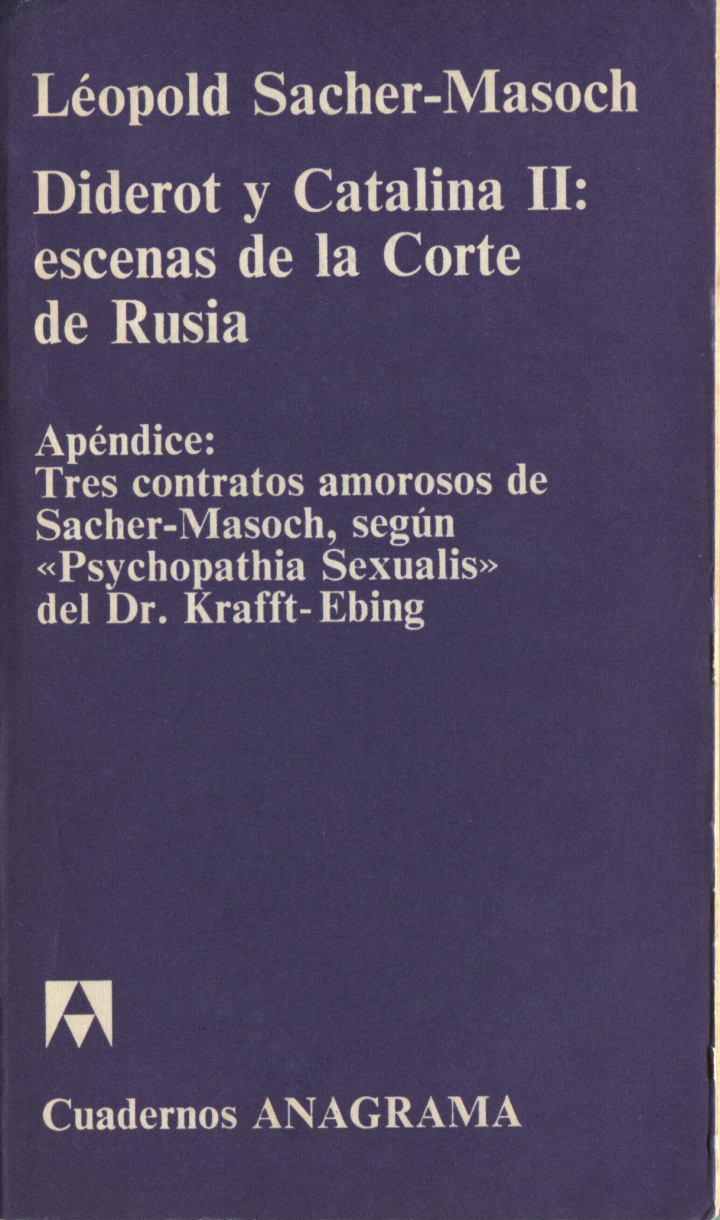 Léopold Sacher-Masoch
Diderot y Catalina II:
escenas de la Corte
de Rusia
Apéndice:
Tres contratos amorosos de
Sacher-Masoch, según
«Psychopathia Sexualis»
del Dr. Krafft-Ebing
Cuadernos ANAGRAMA